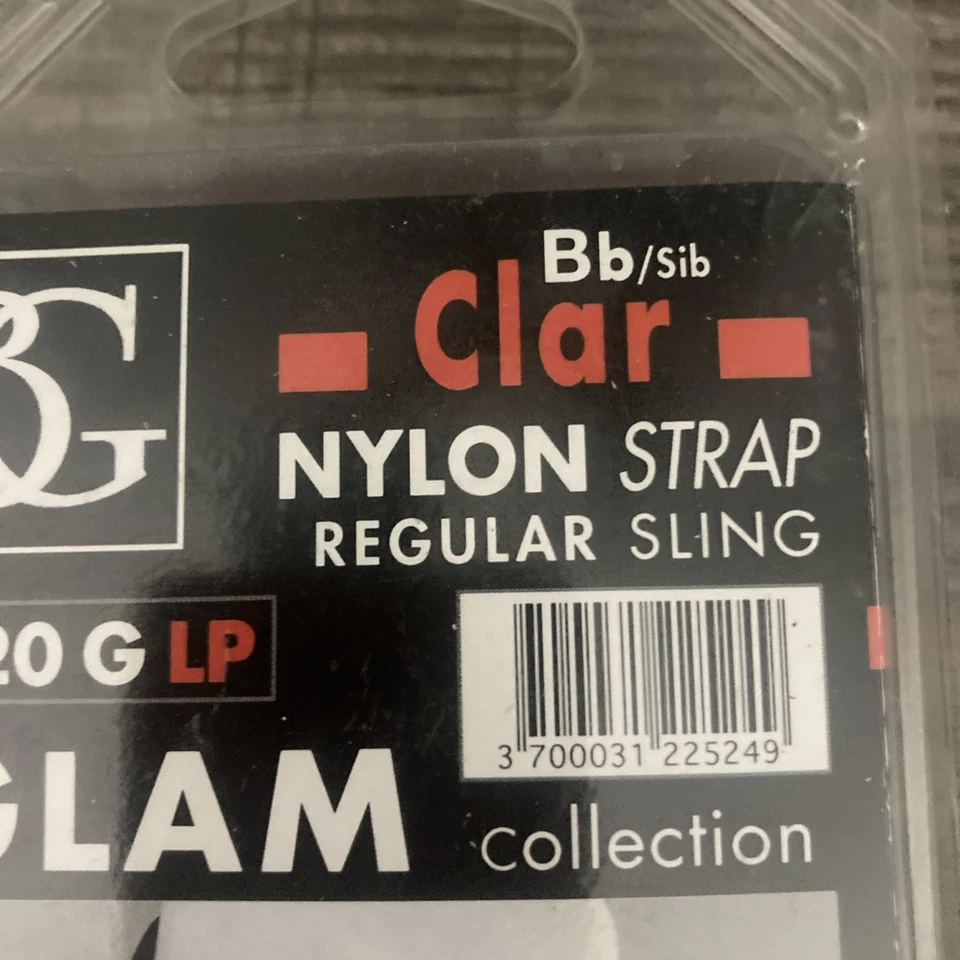 BG
Bb/Sib
Clar
NYLON STRAP
REGULAR SLING
20 G LP
3 700031 225249
GLAM collection